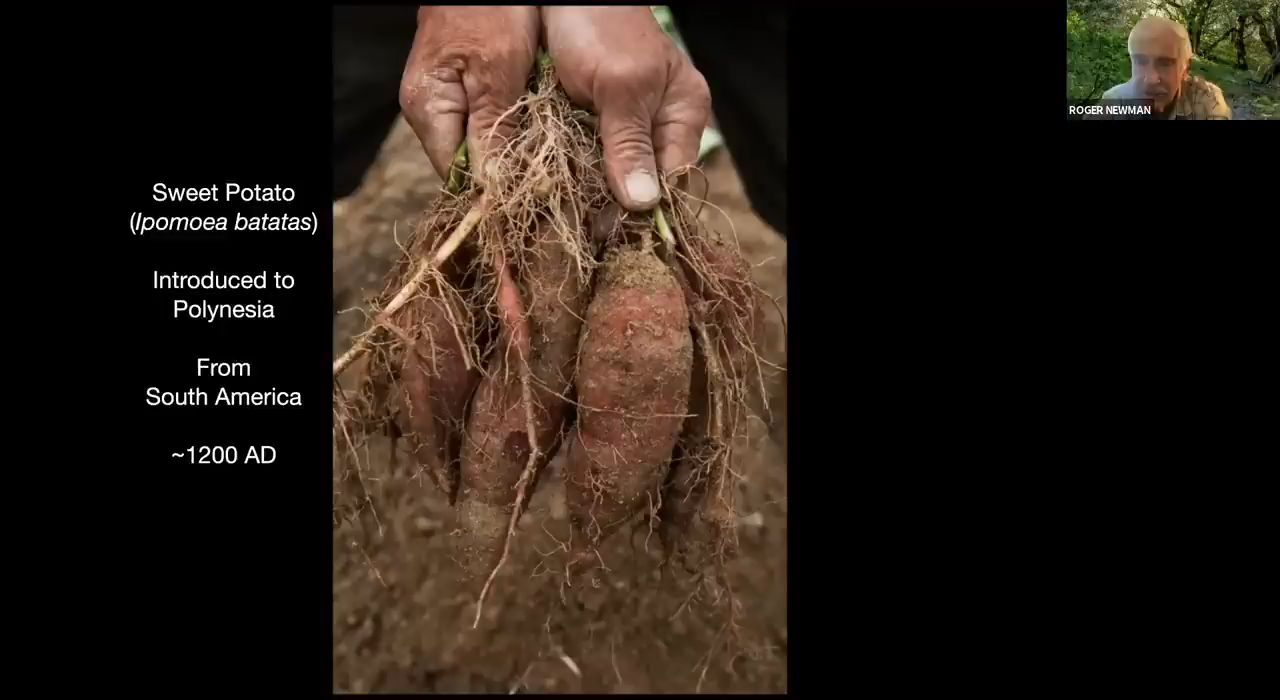 Sweet Potato
(Ipomoea batatas)
Introduced to
Polynesia
From
South America
~1200 AD
ROGER NEWMAN